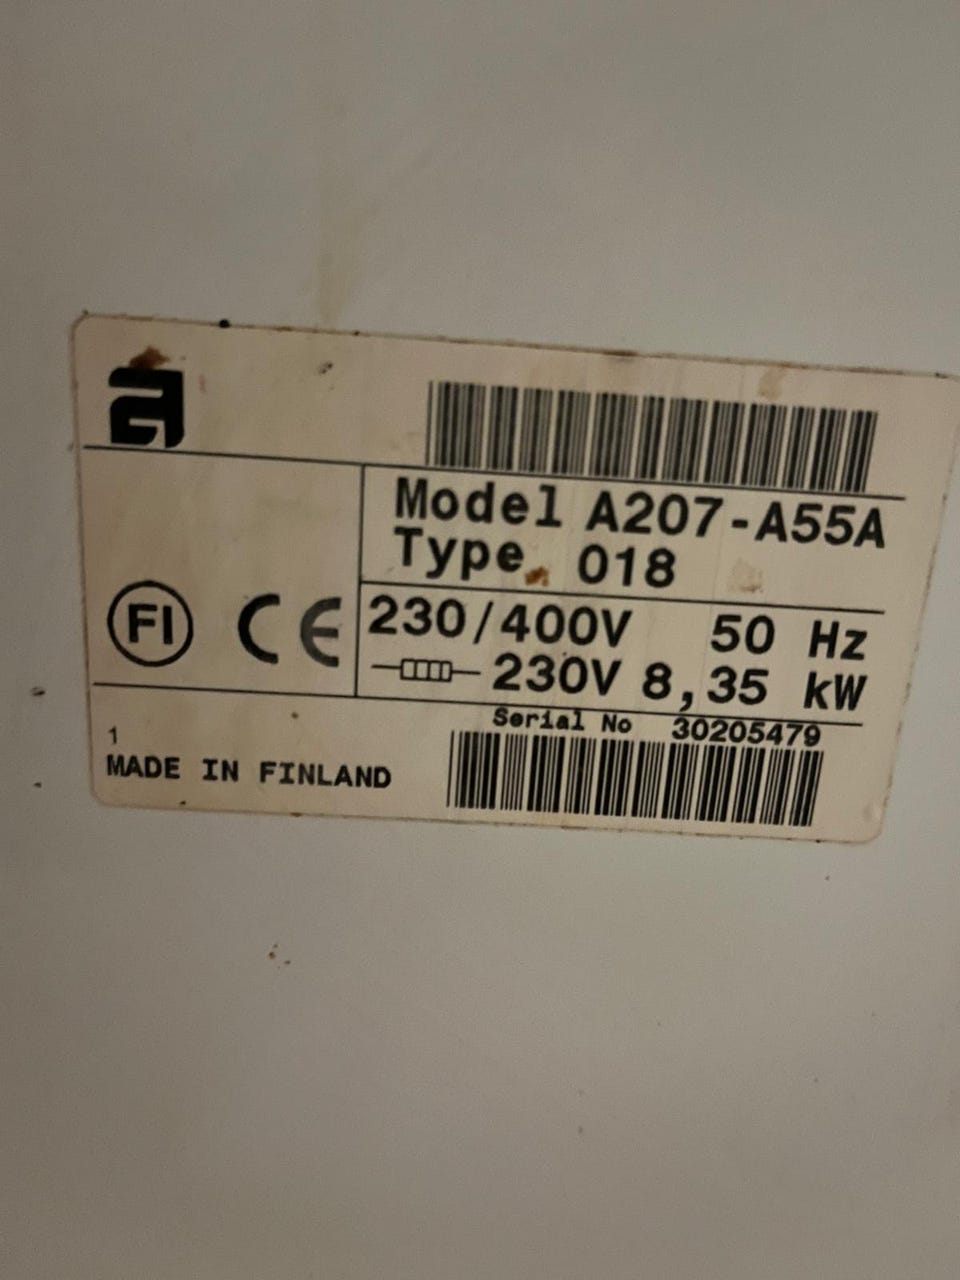 a
Model A207-A55A
Type 018
FI CE
230/400V 50 Hz
230V 8,35 kW
Serial No 30205479
1
MADE IN FINLAND